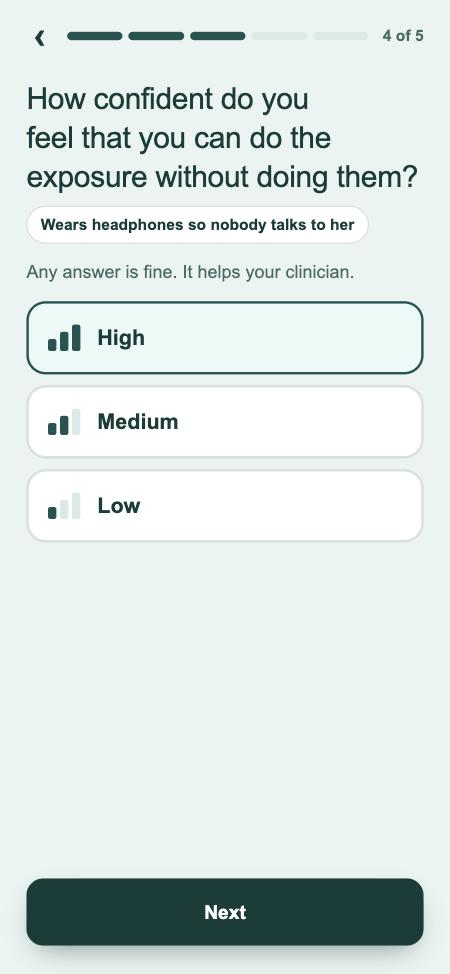 4 of 5
How confident do you
feel that you can do the
exposure without doing them?
Wears headphones so nobody talks to her
Any answer is fine. It helps your clinician.
High
Medium
Low
Next